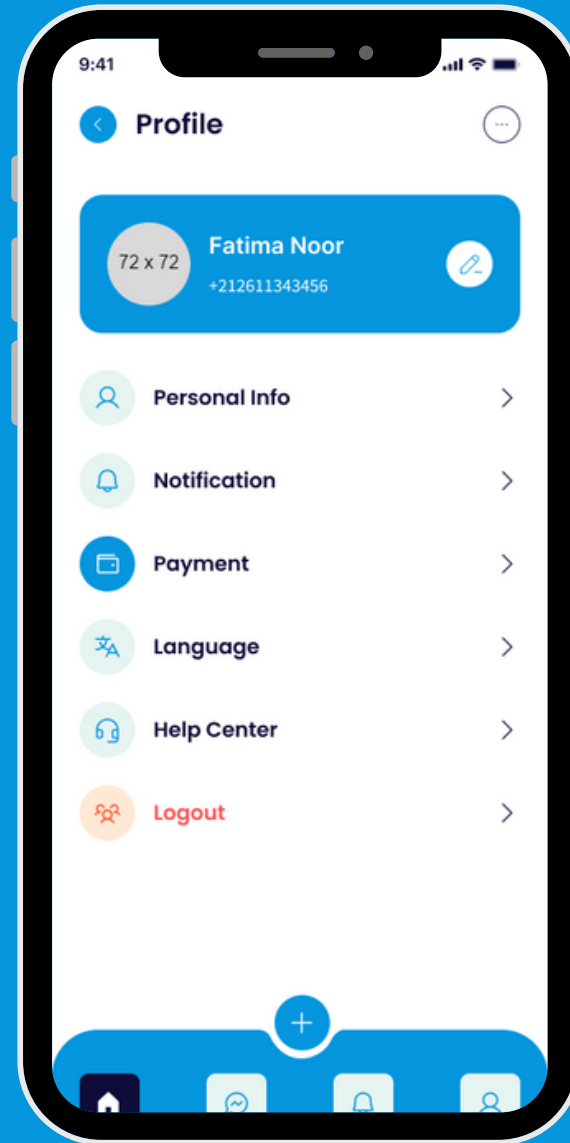 9:41
Profile
72 x 72
Fatima Noor
+212611343456
Personal Info
Notification
Payment
Language
Help Center
Logout